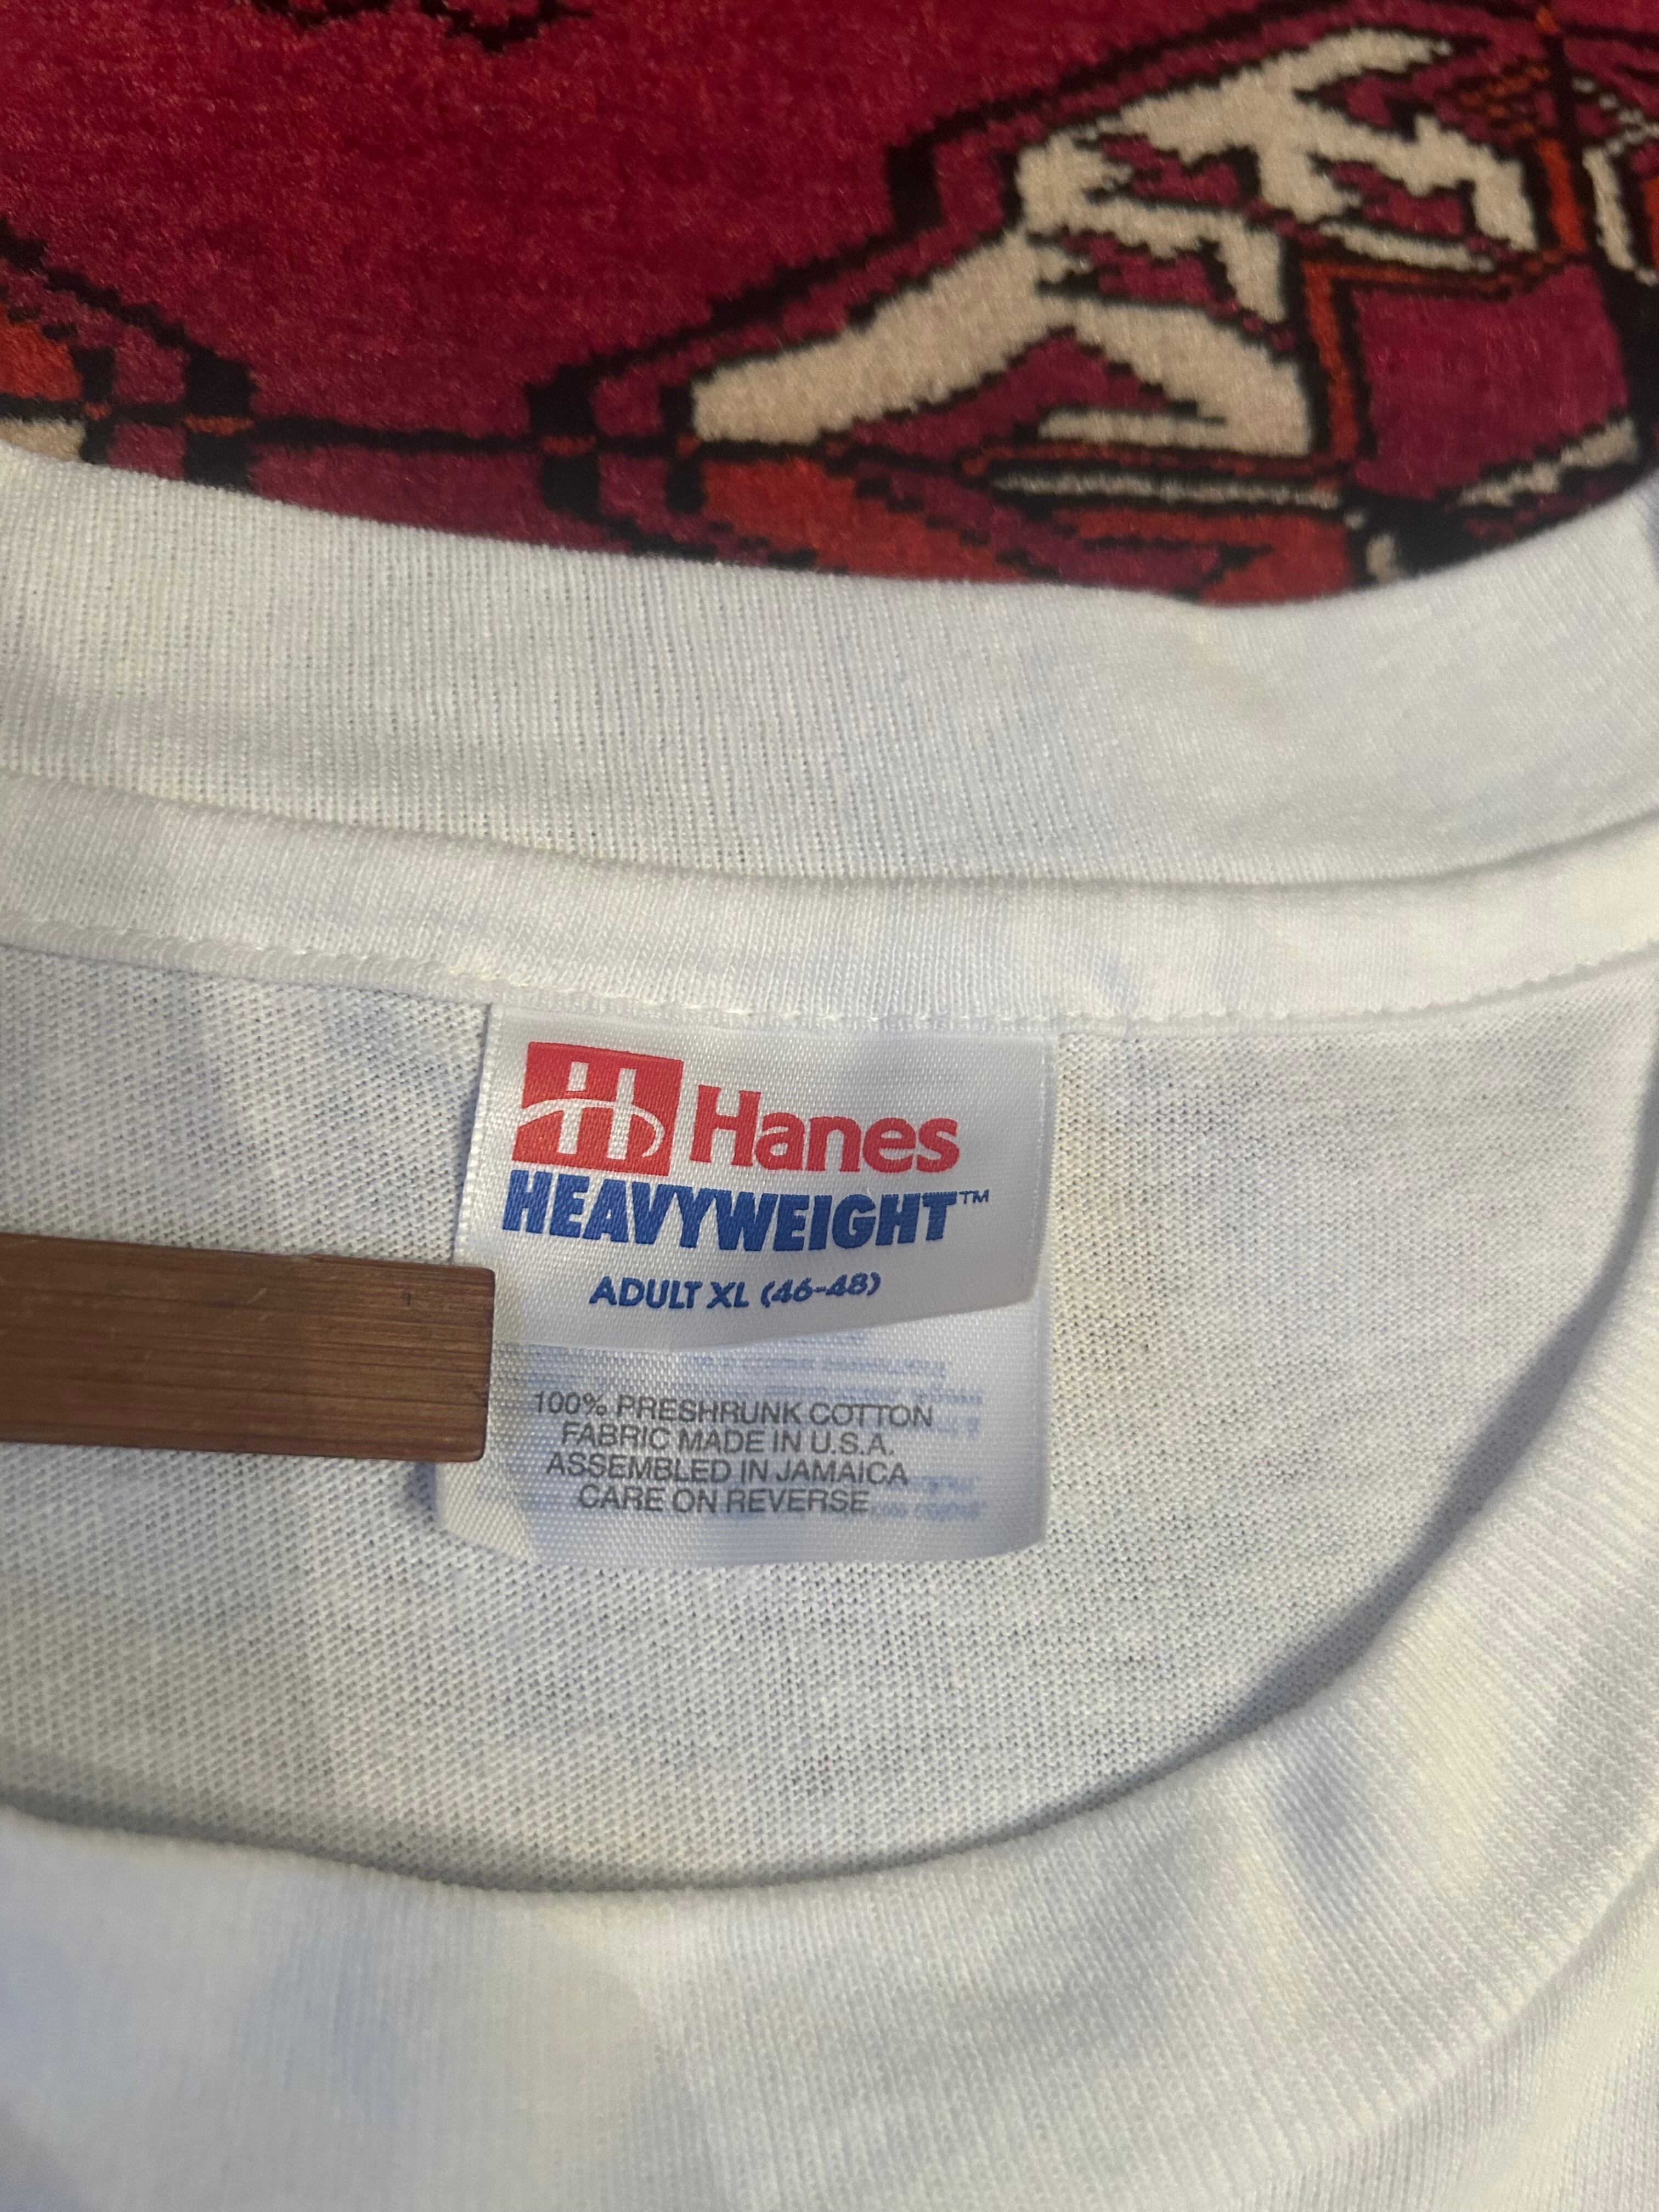 H Hanes
HEAVYWEIGHT™
ADULT XL (46-48)
100% PRESHRUNK COTTON
FABRIC MADE IN U.S.A.
ASSEMBLED IN JAMAICA
CARE ON REVERSE